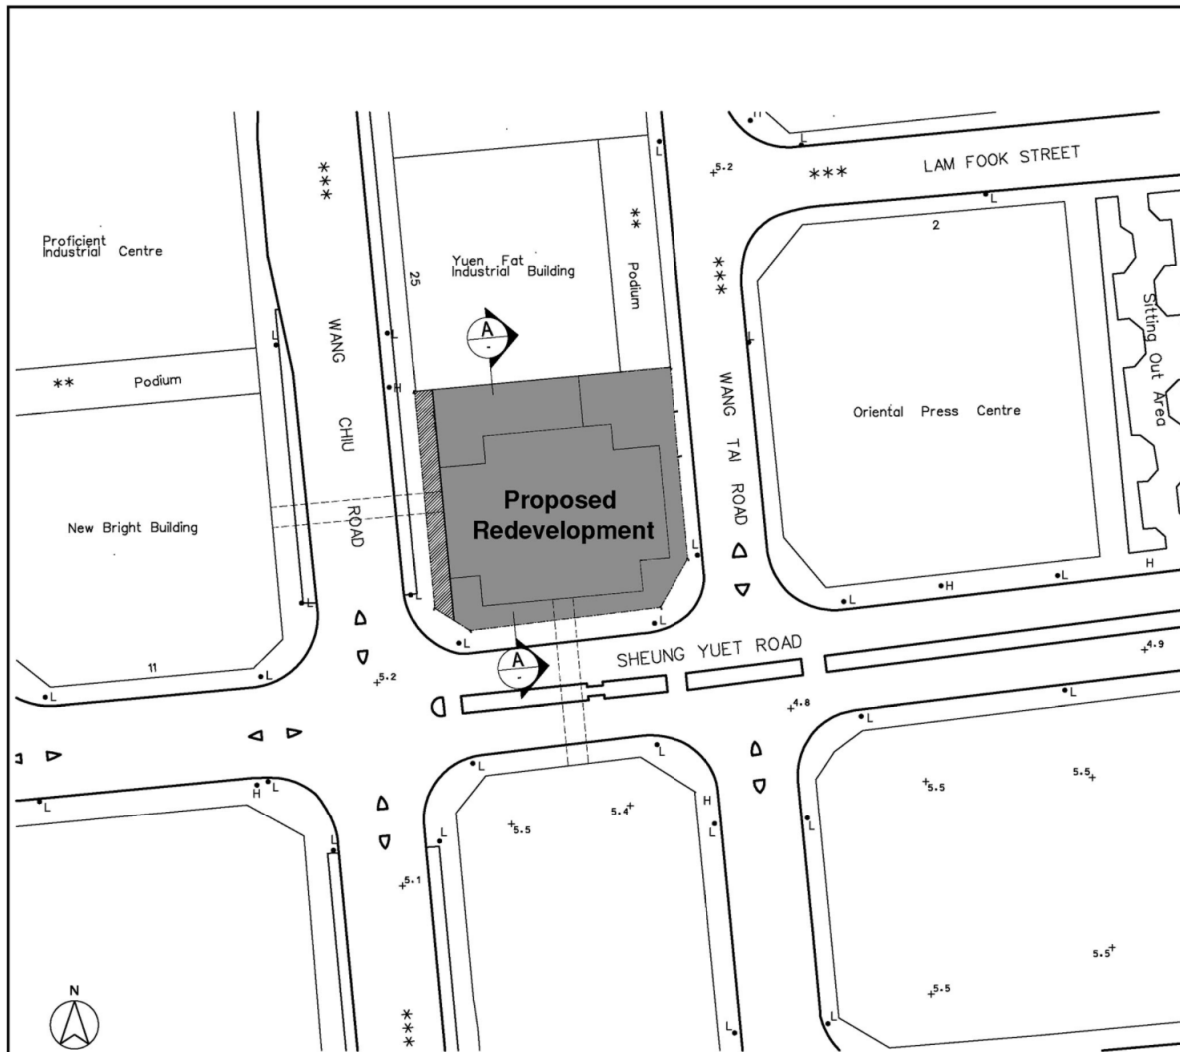 H
L
L
+5.2
***
LAM FOOK STREET
***
L
**
Podium
2
Proficient
Industrial Centre
Yuen Fat
Industrial Building
25
***
Sitting Out Area
A
-
L
L
WANG CHIU ROAD
L
H
** Podium
WANG TAI ROAD
Oriental Press Centre
Proposed
Redevelopment
New Bright Building
L
L
L
L
L
H
L
H
L
L
SHEUNG YUET ROAD
A
-
4.9
11
L
L
5.2
4.8
L
L
L
L
L
H
L
5.5
5.5
5.4
5.5
H
L
L
L
L
5.1
5.5
5.5
N
***
L
L